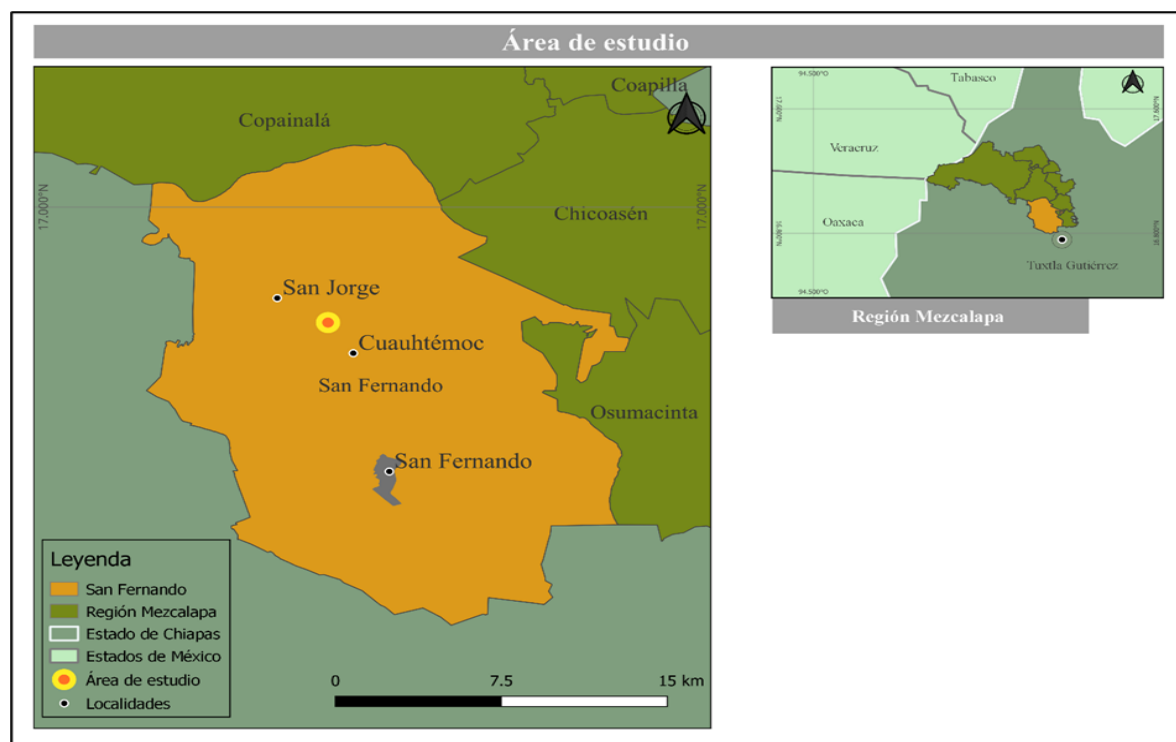 Área de estudio
Coapilla
Copainalá
17.000°N
17.000°N
Chicoasén
San Jorge
Cuauhtémoc
San Fernando
Osumacinta
San Fernando
Leyenda
San Fernando
Región Mezcalapa
Estado de Chiapas
Estados de México
Área de estudio
Localidades
0
7.5
15 km
94.500°O
Tabasco
Veracruz
Oaxaca
Tuxtla Gutiérrez
94.500°O
Región Mezcalapa